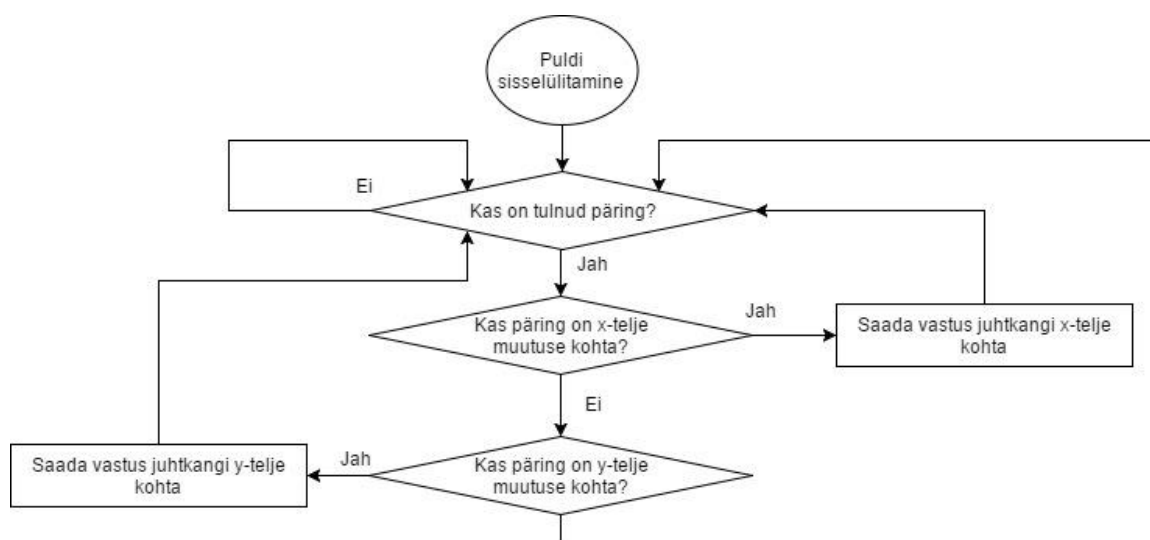 Puldi
sisselülitamine
Ei
Kas on tulnud päring?
Jah
Kas päring on x-telje
muutuse kohta?
Jah
Saada vastus juhtkangi x-telje
kohta
Ei
Saada vastus juhtkangi y-telje
kohta
Jah
Kas päring on y-telje
muutuse kohta?